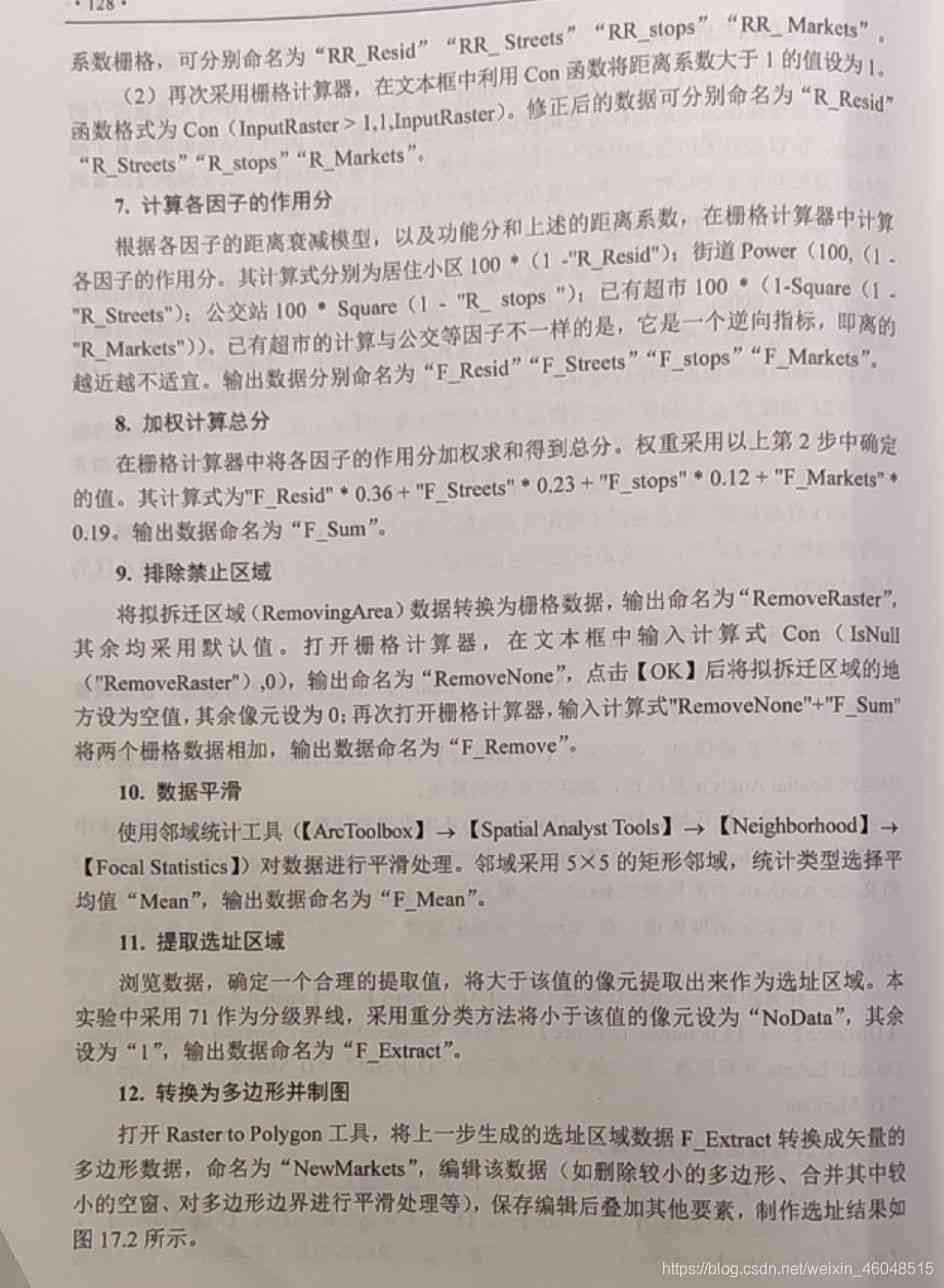 · 128 ·
系数栅格，可分别命名为“RR_Resid” “RR_ Streets” “RR_stops” “RR_ Markets”。
（2）再次采用栅格计算器，在文本框中利用 Con 函数将距离系数大于 1 的值设为 1。
函数格式为 Con（InputRaster > 1,1,InputRaster）。修正后的数据可分别命名为“R_Resid”
“R_Streets”“R_stops”“R_Markets”。
7. 计算各因子的作用分
根据各因子的距离衰减模型，以及功能分和上述的距离系数，在栅格计算器中计算
各因子的作用分。其计算式分别为居住小区 100 *（1 -"R_Resid"）；街道 Power（100,（1 -
"R_Streets"）；公交站 100 * Square（1 - "R_ stops "）；已有超市 100 *（1-Square（1 -
"R_Markets"））。已有超市的计算与公交等因子不一样的是，它是一个逆向指标，即离的
越近越不适宜。输出数据分别命名为“F_Resid”“F_Streets”“F_stops”“F_Markets”。
8. 加权计算总分
在栅格计算器中将各因子的作用分加权求和得到总分。权重采用以上第 2 步中确定
的值。其计算式为"F_Resid" * 0.36 + "F_Streets" * 0.23 + "F_stops" * 0.12 + "F_Markets" *
0.19。输出数据命名为“F_Sum”。
9. 排除禁止区域
将拟拆迁区域（RemovingArea）数据转换为栅格数据，输出命名为“RemoveRaster”,
其余均采用默认值。打开栅格计算器，在文本框中输入计算式 Con（IsNull
（"RemoveRaster"）,0），输出命名为“RemoveNone”，点击【OK】后将拟拆迁区域的地
方设为空值，其余像元设为 0；再次打开栅格计算器，输入计算式"RemoveNone"+"F_Sum"
将两个栅格数据相加，输出数据命名为“F_Remove”。
10. 数据平滑
使用邻域统计工具（【ArcToolbox】→【Spatial Analyst Tools】→【Neighborhood】→
【Focal Statistics】）对数据进行平滑处理。邻域采用 5×5 的矩形邻域，统计类型选择平
均值“Mean”，输出数据命名为“F_Mean”。
11. 提取选址区域
浏览数据，确定一个合理的提取值，将大于该值的像元提取出来作为选址区域。本
实验中采用 71 作为分级界线，采用重分类方法将小于该值的像元设为“NoData”，其余
设为“1”，输出数据命名为“F_Extract”。
12. 转换为多边形并制图
打开 Raster to Polygon 工具，将上一步生成的选址区域数据 F_Extract 转换成矢量的
多边形数据，命名为“NewMarkets”，编辑该数据（如删除较小的多边形、合并其中较
小的空窗、对多边形边界进行平滑处理等），保存编辑后叠加其他要素，制作选址结果如
图 17.2 所示。
https://blog.csdn.net/weixin_46048515